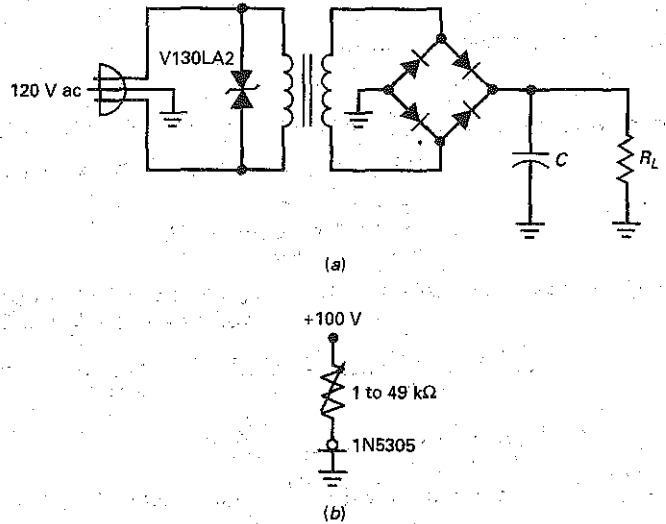 V130LA2
120 V ac
C
R_L
(a)
+100 V
1 to 49 kΩ
1N5305
(b)